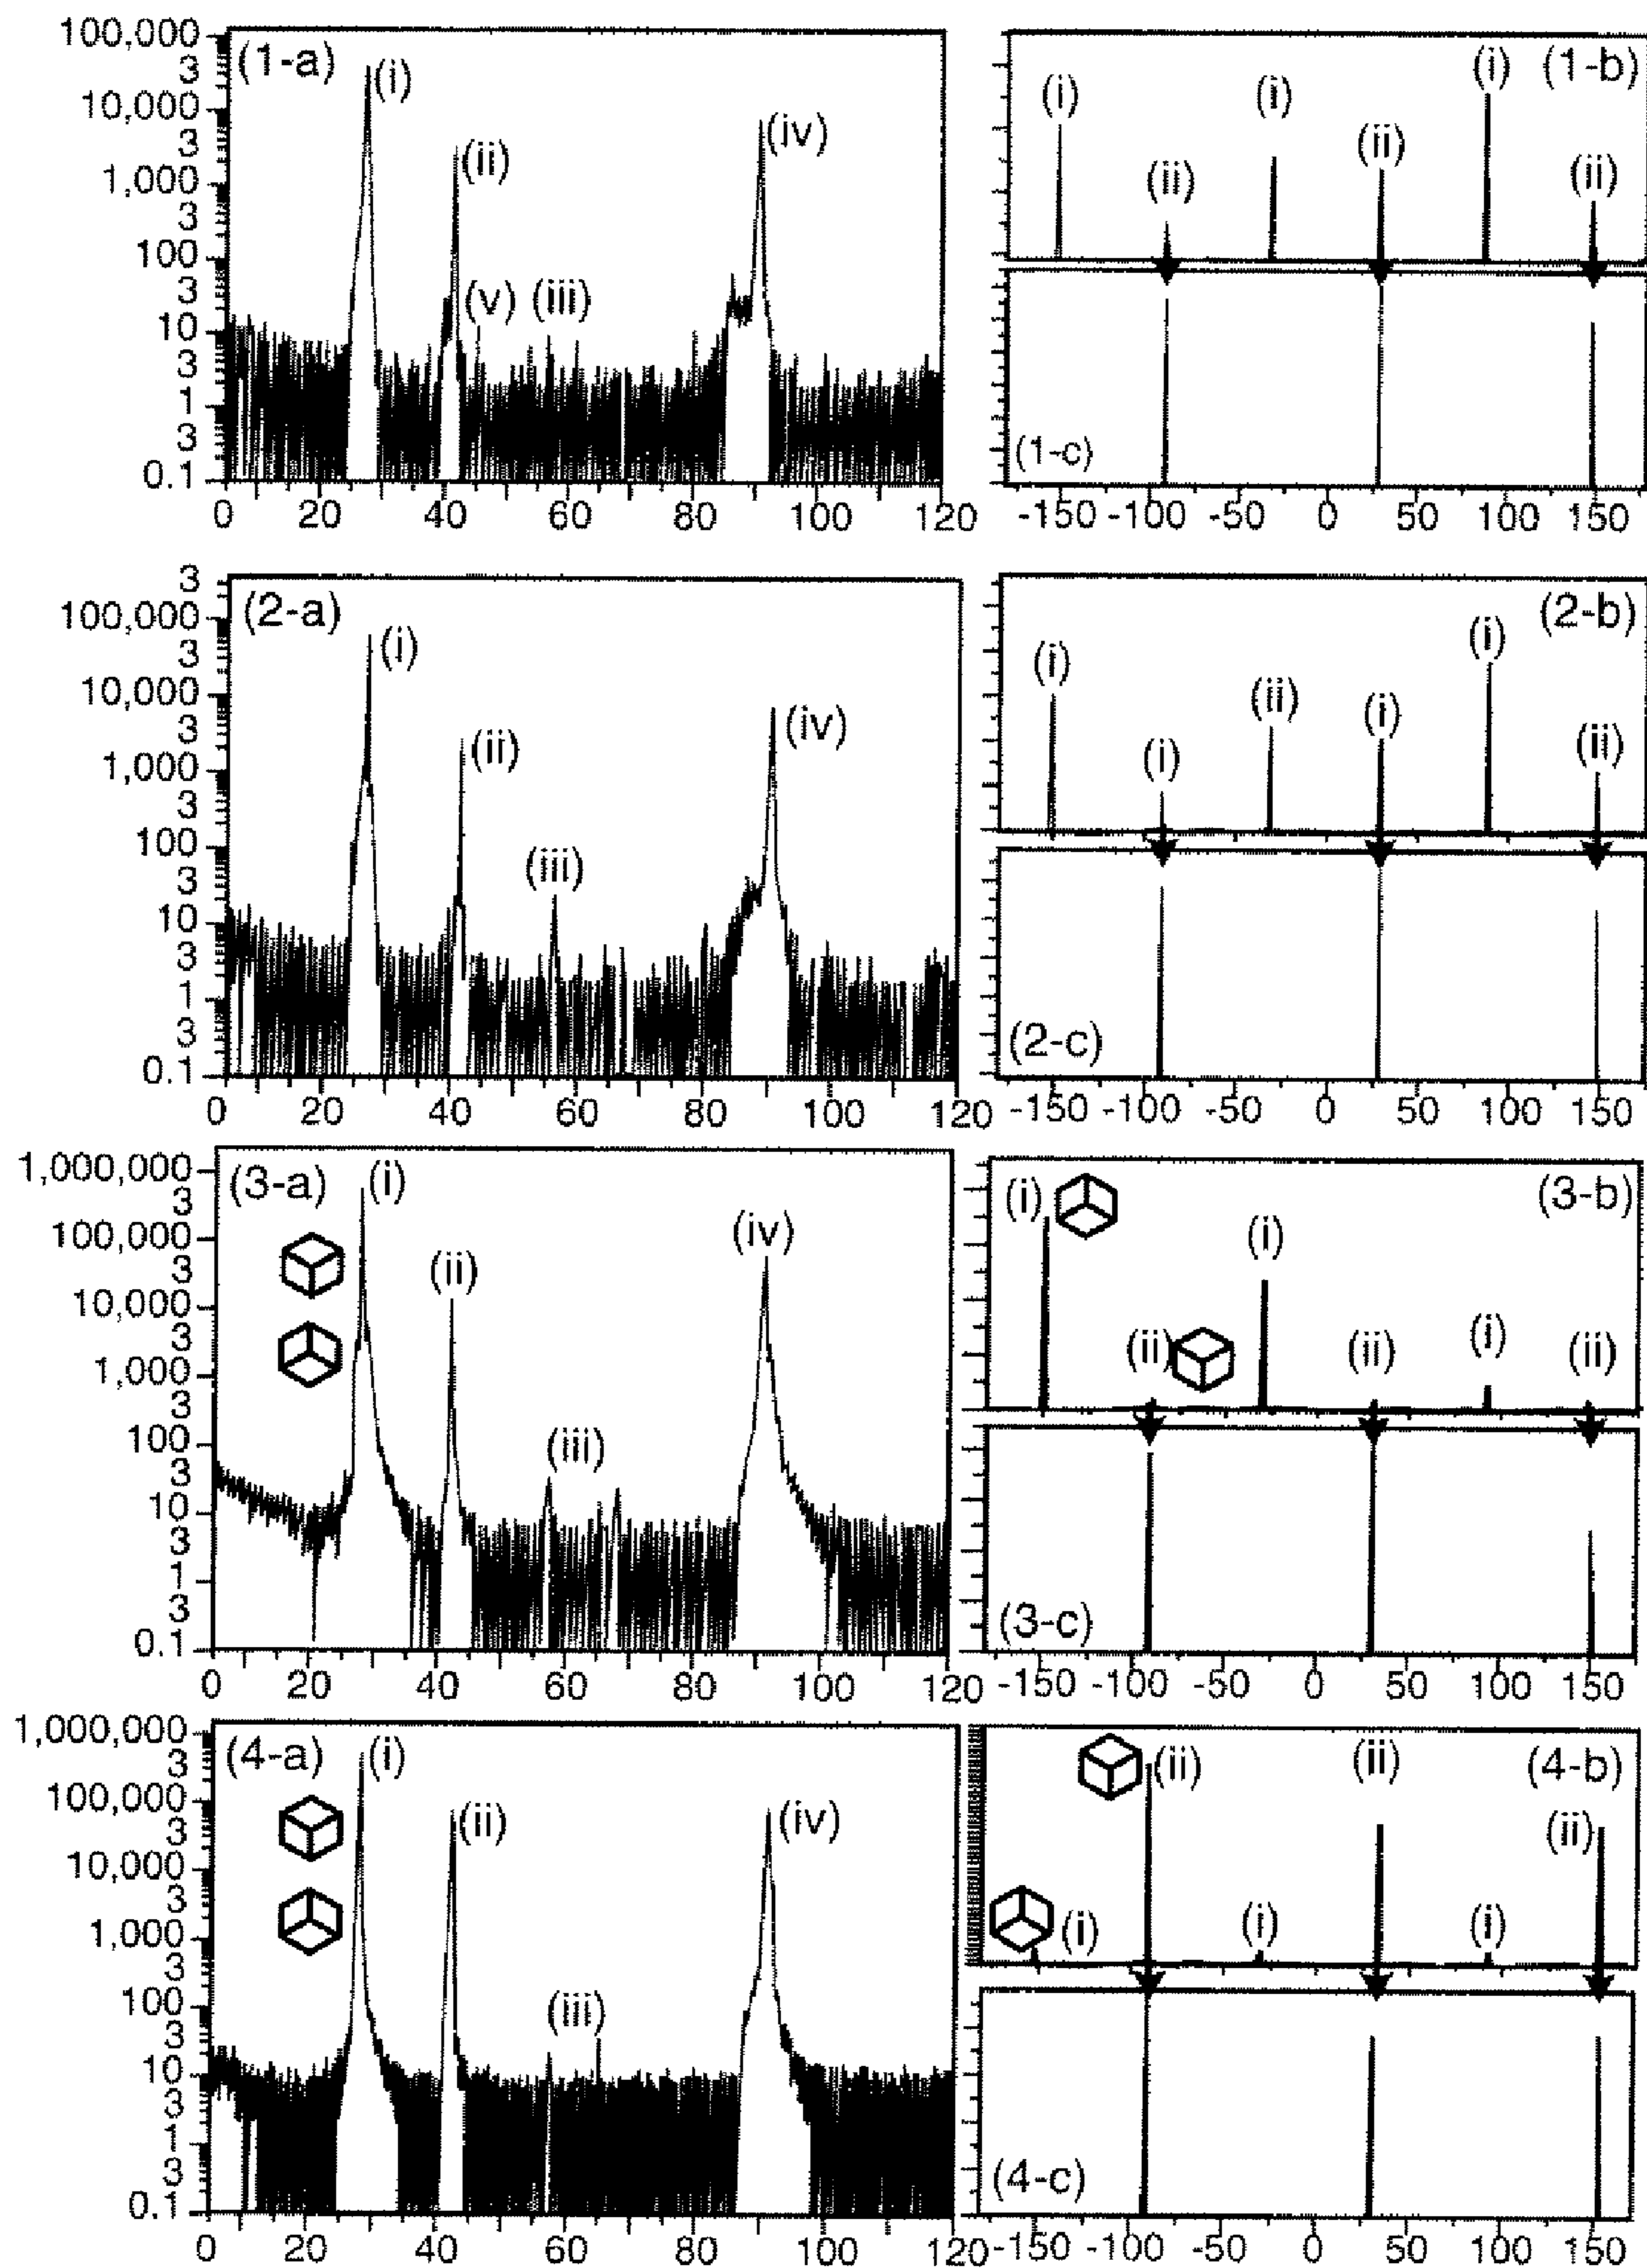 100,000
3
10,000
3
1,000
3
100
3
10
3
1
3
0.1
(1-a)
(i)
(ii)
(iv)
(v) (iii)
0 20 40 60 80 100 120
(i) (1-b)
(i) (i)
(ii)
(ii) (ii)
(1-c)
-150 -100 -50 0 50 100 150
3
100,000
3
10,000
3
1,000
3
100
3
10
3
1
3
0.1
(2-a)
(i)
(iv)
(ii)
(iii)
0 20 40 60 80 100 120
(2-b)
(i)
(i)
(ii)
(i)
(ii)
(i)
(2-c)
-150 -100 -50 0 50 100 150
1,000,000
3
100,000
3
10,000
3
1,000
3
100
3
10
3
1
3
0.1
(3-a) (i)
(iv)
(ii)
(iii)
0 20 40 60 80 100 120
(i) (3-b)
(i)
(i)
(ii) (ii) (ii)
(3-c)
-150 -100 -50 0 50 100 150
1,000,000
3
100,000
3
10,000
3
1,000
3
100
3
10
3
1
3
0.1
(4-a) (i)
(ii) (iv)
(iii)
0 20 40 60 80 100 120
(ii) (ii) (4-b)
(ii)
(i) (i) (i)
(4-c)
-150 -100 -50 0 50 100 150